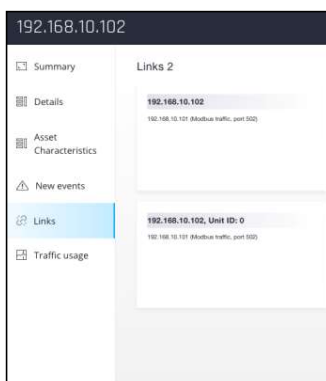 192.168.10.102
Summary
Details
Asset
Characteristics
New events
Links
Traffic usage
Links 2
192.168.10.102
192.168.10.101 (Modbus traffic, port 502)
192.168.10.102, Unit ID: 0
192.168.10.101 (Modbus traffic, port 502)